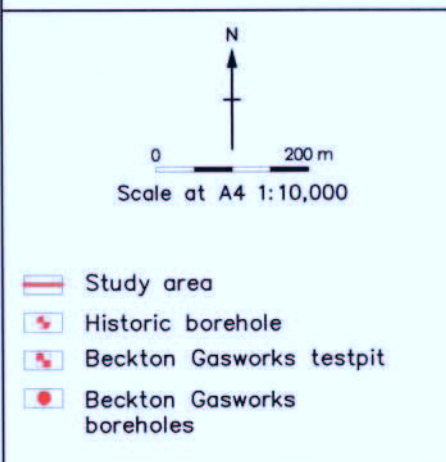 N
0 200 m
Scale at A4 1:10,000
Study area
Historic borehole
Beckton Gasworks testpit
Beckton Gasworks
boreholes